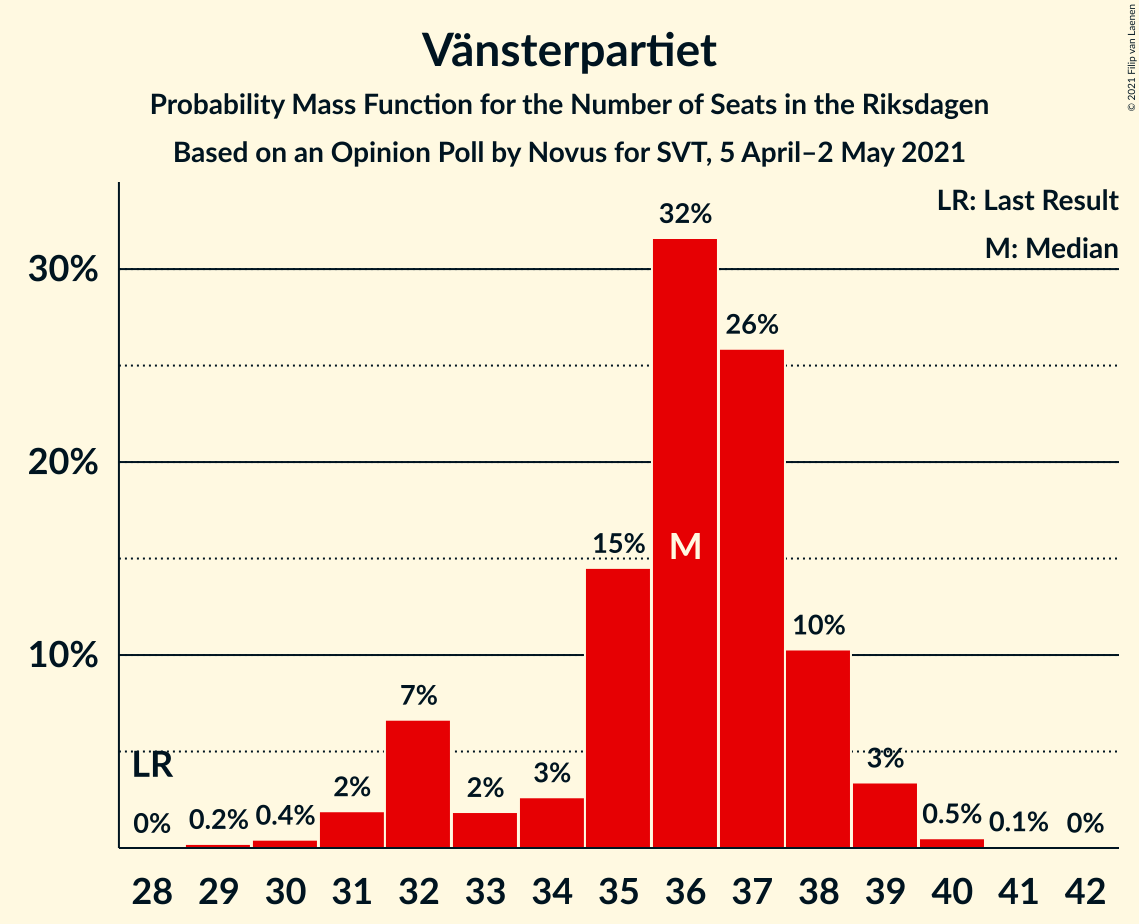 Vänsterpartiet
Probability Mass Function for the Number of Seats in the Riksdagen
Based on an Opinion Poll by Novus for SVT, 5 April–2 May 2021
© 2021 Filip van Laenen
LR: Last Result
M: Median
32%
30%
26%
20%
15%
M
10%
10%
7%
LR
3%
3%
2%
2%
0%
0.2%
0.4%
0.5%
0.1%
0%
28 29 30 31 32 33 34 35 36 37 38 39 40 41 42